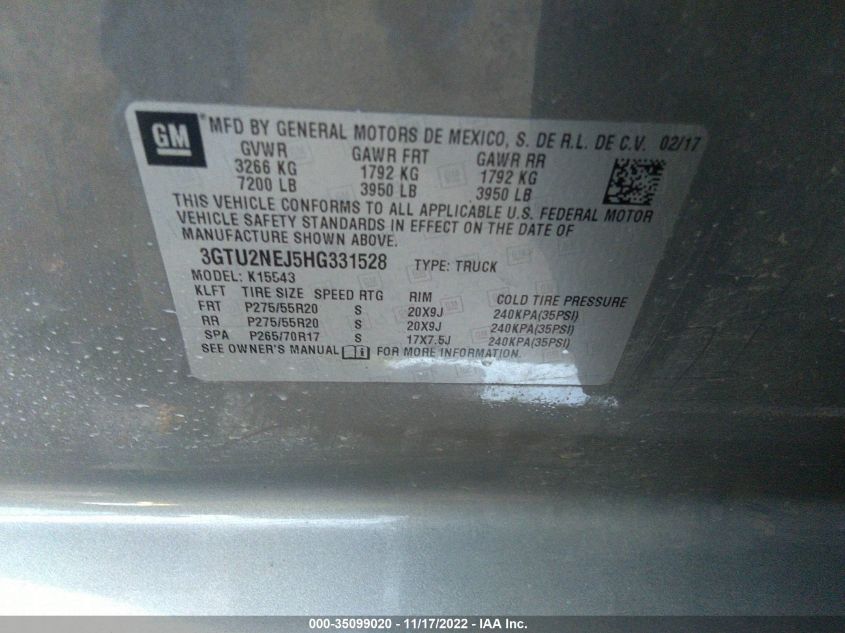 GM
MFD BY GENERAL MOTORS DE MEXICO, S. DE R.L. DE C.V. 02/17
GVWR GAWR FRT GAWR RR
3266 KG 1792 KG 1792 KG
7200 LB 3950 LB 3950 LB
THIS VEHICLE CONFORMS TO ALL APPLICABLE U.S. FEDERAL MOTOR
VEHICLE SAFETY STANDARDS IN EFFECT ON THE DATE OF
MANUFACTURE SHOWN ABOVE.
3GTU2NEJ5HG331528 TYPE: TRUCK
MODEL: K15543
KLFT TIRE SIZE SPEED RTG RIM COLD TIRE PRESSURE
FRT P275/55R20 S 20X9J 240KPA(35PSI)
RR P275/55R20 S 20X9J 240KPA(35PSI)
SPA P265/70R17 S 17X7.5J 240KPA(35PSI)
SEE OWNER'S MANUAL FOR MORE INFORMATION.
000-35099020 - 11/17/2022 - IAA Inc.